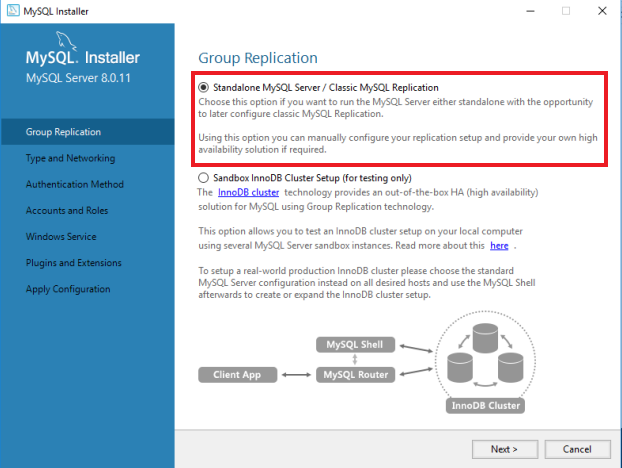 MySQL Installer
MySQL. Installer
MySQL Server 8.0.11
Group Replication
Type and Networking
Authentication Method
Accounts and Roles
Windows Service
Plugins and Extensions
Apply Configuration
Group Replication
Standalone MySQL Server / Classic MySQL Replication
Choose this option if you want to run the MySQL Server either standalone with the opportunity
to later configure classic MySQL Replication.
Using this option you can manually configure your replication setup and provide your own high
availability solution if required.
Sandbox InnoDB Cluster Setup (for testing only)
The InnoDB cluster technology provides an out-of-the-box HA (high availability)
solution for MySQL using Group Replication technology.
This option allows you to test an InnoDB cluster setup on your local computer
using several MySQL Server sandbox instances. Read more about this here .
To setup a real-world production InnoDB cluster please choose the standard
MySQL Server configuration instead on all desired hosts and use the MySQL Shell
afterwards to create or expand the InnoDB cluster setup.
MySQL Shell
Client App
MySQL Router
InnoDB Cluster
Next >
Cancel